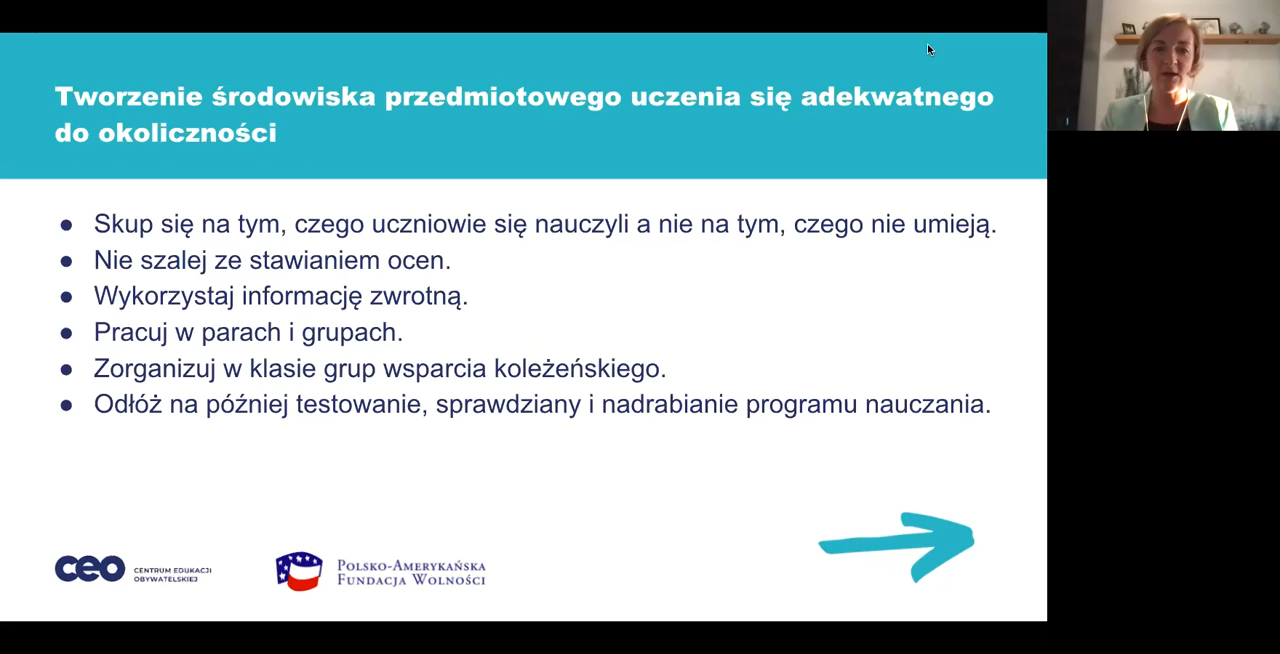 Tworzenie środowiska przedmiotowego uczenia się adekwatnego
do okoliczności
● Skup się na tym, czego uczniowie się nauczyli a nie na tym, czego nie umieją.
● Nie szalej ze stawianiem ocen.
● Wykorzystaj informację zwrotną.
● Pracuj w parach i grupach.
● Zorganizuj w klasie grup wsparcia koleżeńskiego.
● Odłóż na później testowanie, sprawdziany i nadrabianie programu nauczania.
ceo CENTRUM EDUKACJI
OBYWATELSKIEJ
POLSKO-AMERYKAŃSKA
FUNDACJA WOLNOŚCI